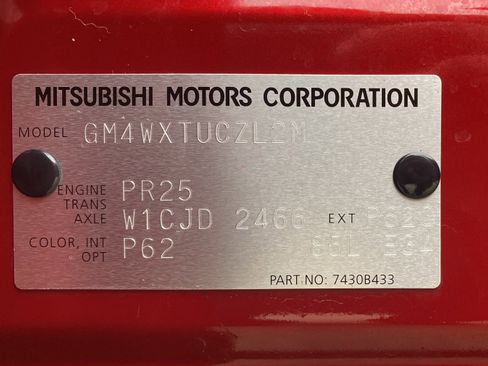 MITSUBISHI MOTORS CORPORATION
MODEL GM4WXTUCZL2M
ENGINE PR25
TRANS
AXLE W1CJD 2466 EXT
COLOR, INT P62
OPT
PART NO: 7430B433